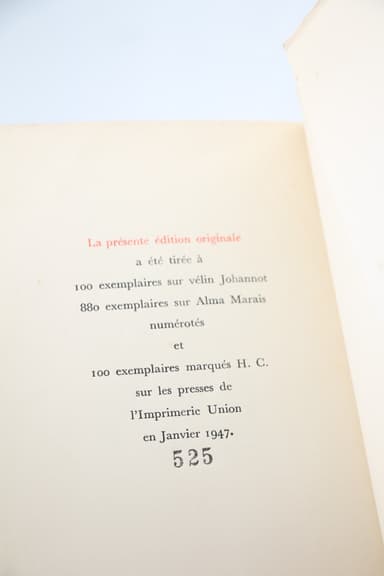 La présente édition originale
a été tirée à
100 exemplaires sur vélin Johannot
880 exemplaires sur Alma Marais
numérotés
et
100 exemplaires marqués H. C.
sur les presses de
l'Imprimerie Union
en Janvier 1947.
525